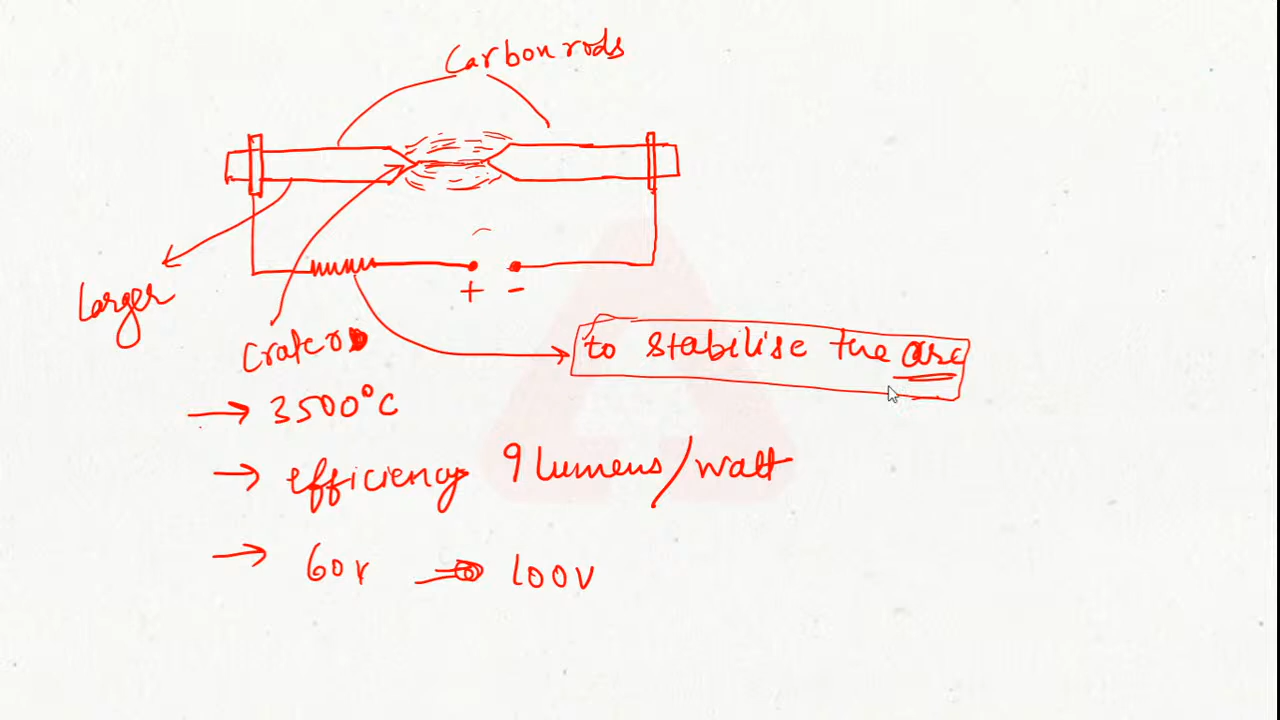 Carbon rods
+ -
Larger
Crater
to stabilise the arc
→ 3500°C
→ efficiency 9 lumens/watt
→ 60V 100V